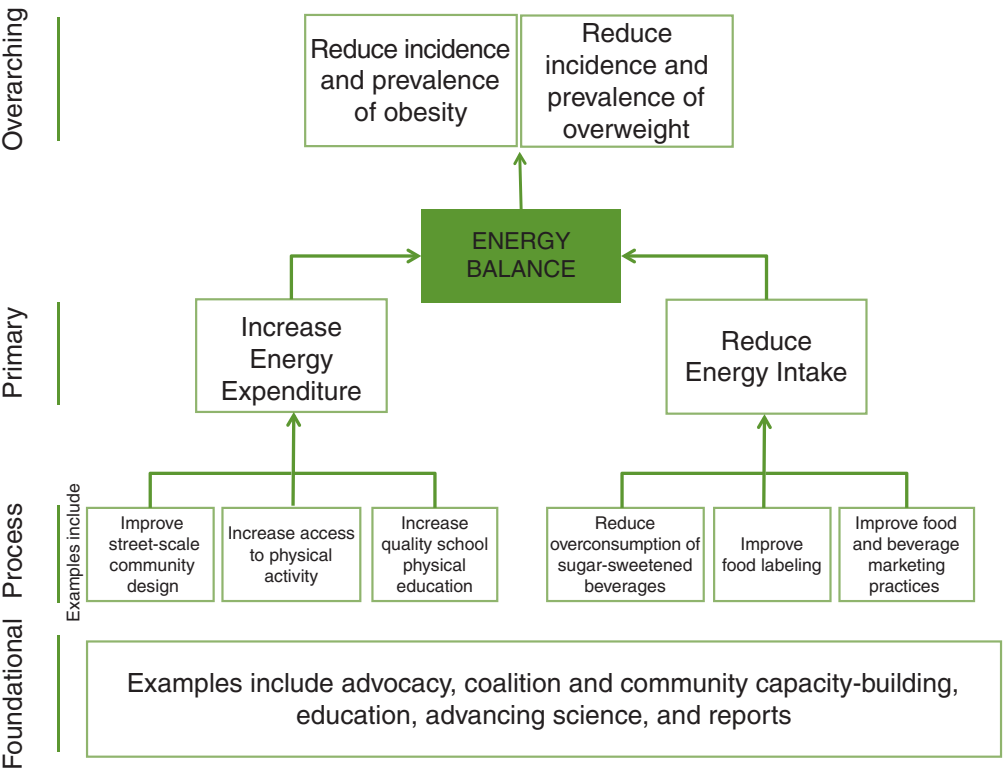 Overarching
Reduce incidence
and prevalence
of obesity
Reduce
incidence and
prevalence of
overweight
ENERGY
BALANCE
Primary
Increase
Energy
Expenditure
Reduce
Energy Intake
Process
Examples include
Improve
street-scale
community
design
Increase access
to physical
activity
Increase
quality school
physical
education
Reduce
overconsumption of
sugar-sweetened
beverages
Improve
food labeling
Improve food
and beverage
marketing
practices
Foundational
Examples include advocacy, coalition and community capacity-building,
education, advancing science, and reports